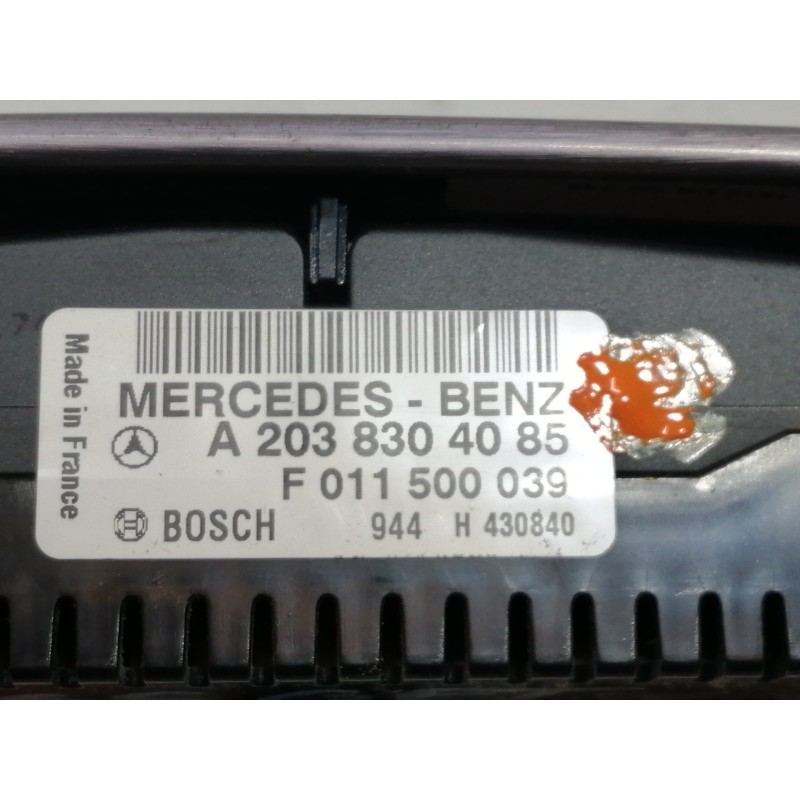 Made in France
MERCEDES - BENZ
A 203 830 40 85
F 011 500 039
BOSCH 944 H 430840